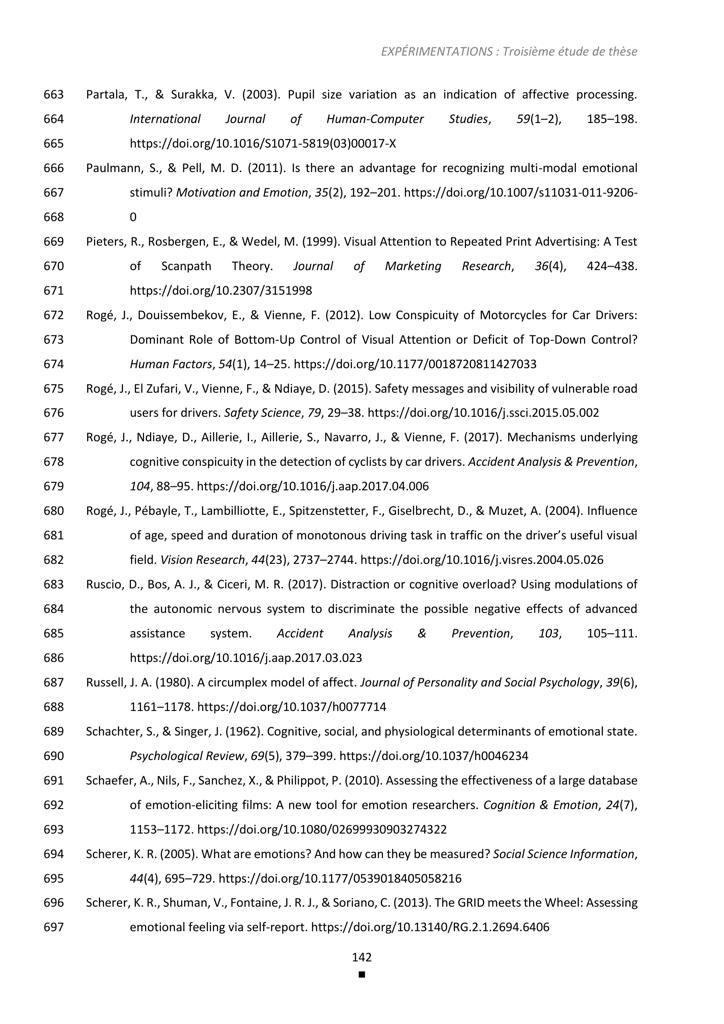 EXPÉRIMENTATIONS : Troisième étude de thèse
663 Partala, T., & Surakka, V. (2003). Pupil size variation as an indication of affective processing.
664 International Journal of Human-Computer Studies, 59(1–2), 185–198.
665 https://doi.org/10.1016/S1071-5819(03)00017-X
666 Paulmann, S., & Pell, M. D. (2011). Is there an advantage for recognizing multi-modal emotional
667 stimuli? Motivation and Emotion, 35(2), 192–201. https://doi.org/10.1007/s11031-011-9206-
668 0
669 Pieters, R., Rosbergen, E., & Wedel, M. (1999). Visual Attention to Repeated Print Advertising: A Test
670 of Scanpath Theory. Journal of Marketing Research, 36(4), 424–438.
671 https://doi.org/10.2307/3151998
672 Rogé, J., Douissembekov, E., & Vienne, F. (2012). Low Conspicuity of Motorcycles for Car Drivers:
673 Dominant Role of Bottom-Up Control of Visual Attention or Deficit of Top-Down Control?
674 Human Factors, 54(1), 14–25. https://doi.org/10.1177/0018720811427033
675 Rogé, J., El Zufari, V., Vienne, F., & Ndiaye, D. (2015). Safety messages and visibility of vulnerable road
676 users for drivers. Safety Science, 79, 29–38. https://doi.org/10.1016/j.ssci.2015.05.002
677 Rogé, J., Ndiaye, D., Aillerie, I., Aillerie, S., Navarro, J., & Vienne, F. (2017). Mechanisms underlying
678 cognitive conspicuity in the detection of cyclists by car drivers. Accident Analysis & Prevention,
679 104, 88–95. https://doi.org/10.1016/j.aap.2017.04.006
680 Rogé, J., Pébayle, T., Lambilliotte, E., Spitzenstetter, F., Giselbrecht, D., & Muzet, A. (2004). Influence
681 of age, speed and duration of monotonous driving task in traffic on the driver’s useful visual
682 field. Vision Research, 44(23), 2737–2744. https://doi.org/10.1016/j.visres.2004.05.026
683 Ruscio, D., Bos, A. J., & Ciceri, M. R. (2017). Distraction or cognitive overload? Using modulations of
684 the autonomic nervous system to discriminate the possible negative effects of advanced
685 assistance system. Accident Analysis & Prevention, 103, 105–111.
686 https://doi.org/10.1016/j.aap.2017.03.023
687 Russell, J. A. (1980). A circumplex model of affect. Journal of Personality and Social Psychology, 39(6),
688 1161–1178. https://doi.org/10.1037/h0077714
689 Schachter, S., & Singer, J. (1962). Cognitive, social, and physiological determinants of emotional state.
690 Psychological Review, 69(5), 379–399. https://doi.org/10.1037/h0046234
691 Schaefer, A., Nils, F., Sanchez, X., & Philippot, P. (2010). Assessing the effectiveness of a large database
692 of emotion-eliciting films: A new tool for emotion researchers. Cognition & Emotion, 24(7),
693 1153–1172. https://doi.org/10.1080/02699930903274322
694 Scherer, K. R. (2005). What are emotions? And how can they be measured? Social Science Information,
695 44(4), 695–729. https://doi.org/10.1177/0539018405058216
696 Scherer, K. R., Shuman, V., Fontaine, J. R. J., & Soriano, C. (2013). The GRID meets the Wheel: Assessing
697 emotional feeling via self-report. https://doi.org/10.13140/RG.2.1.2694.6406
142